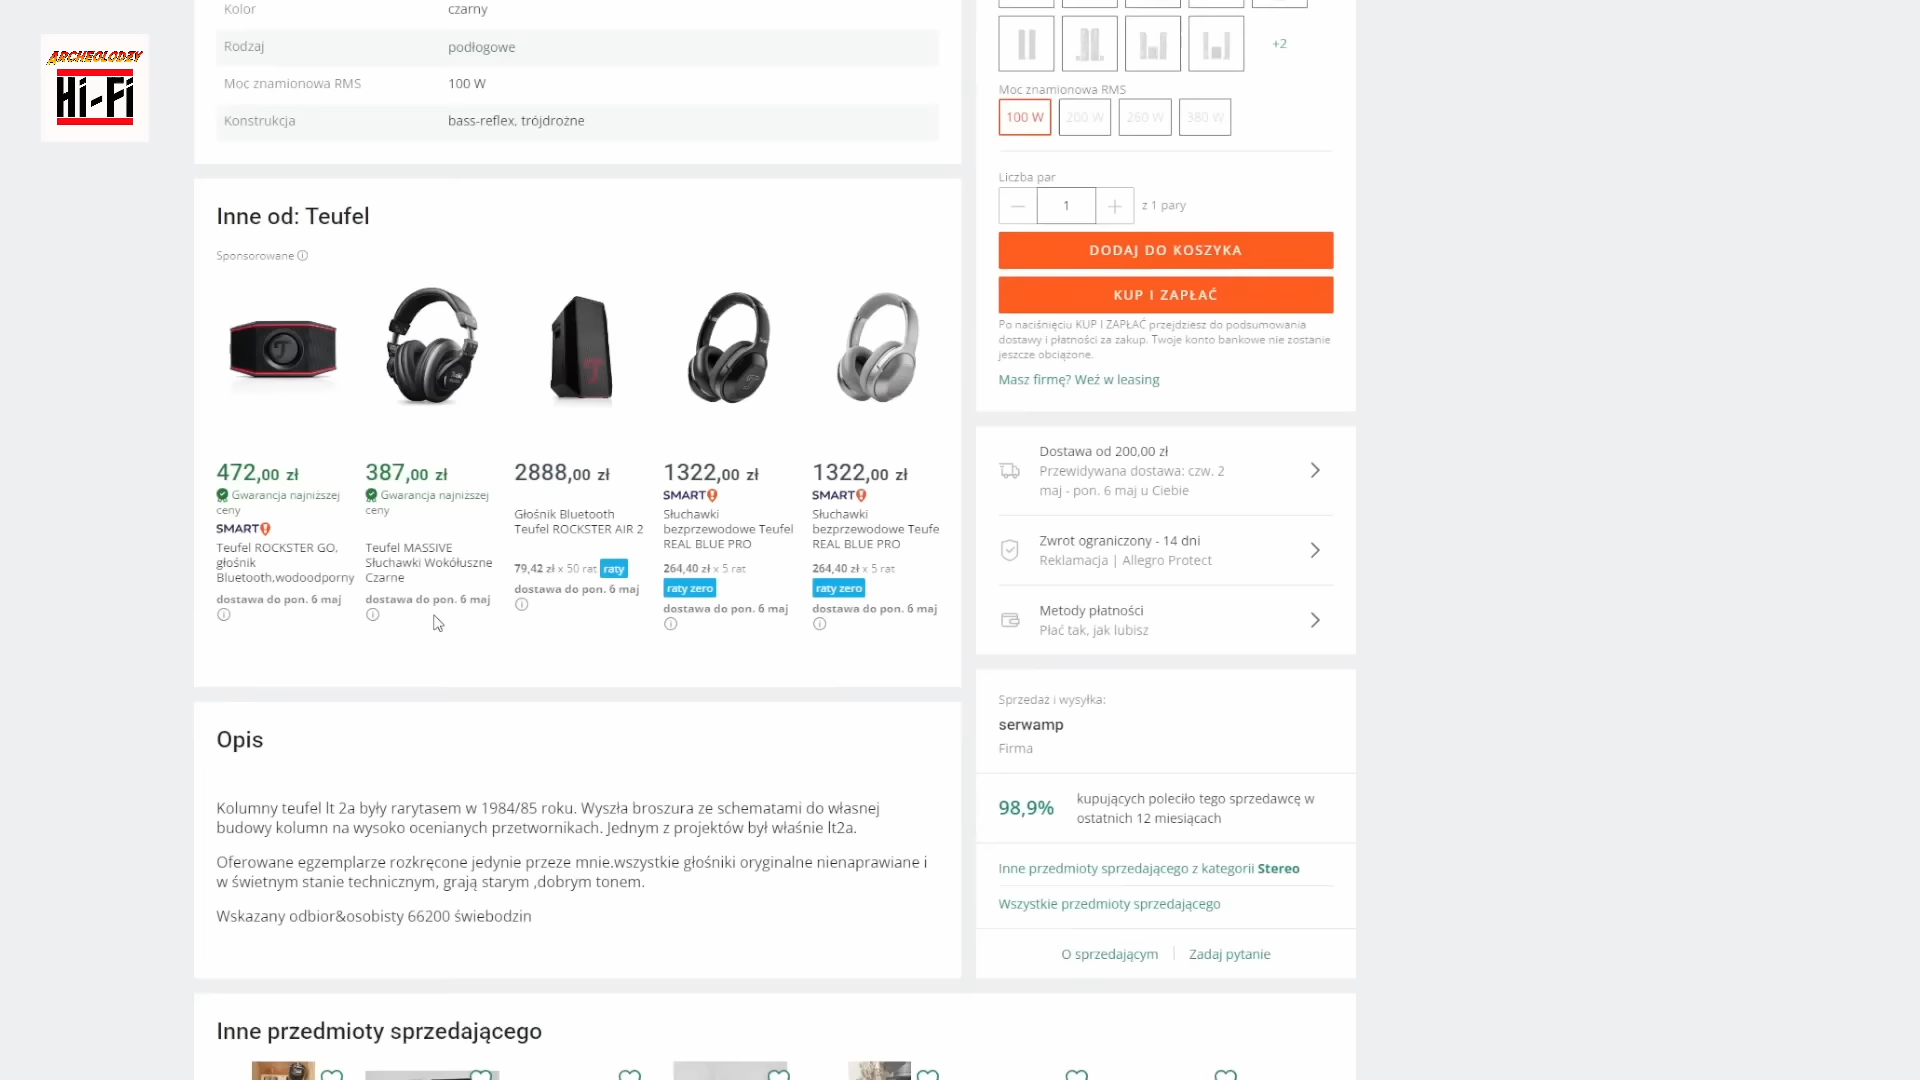 ARCHEOLODZY
Hi-Fi
Kolor czarny
Rodzaj podłogowe
Moc znamionowa RMS 100 W
Konstrukcja bass-reflex, trójdrożne
Inne od: Teufel
Sponsorowane
472,00 zł
Gwarancja najniższej
ceny
SMART!
Teufel ROCKSTER GO,
głośnik
Bluetooth,wodoodporny
dostawa do pon. 6 maj
387,00 zł
Gwarancja najniższej
ceny
Teufel MASSIVE
Słuchawki Wokółuszne
Czarne
dostawa do pon. 6 maj
2888,00 zł
Głośnik Bluetooth
Teufel ROCKSTER AIR 2
79,42 zł x 50 rat raty
dostawa do pon. 6 maj
1322,00 zł
SMART!
Słuchawki
bezprzewodowe Teufel
REAL BLUE PRO
264,40 zł x 5 rat
raty zero
dostawa do pon. 6 maj
1322,00 zł
SMART!
Słuchawki
bezprzewodowe Teufe
REAL BLUE PRO
264,40 zł x 5 rat
raty zero
dostawa do pon. 6 maj
Opis
Kolumny teufel lt 2a były rarytasem w 1984/85 roku. Wyszła broszura ze schematami do własnej
budowy kolumn na wysoko ocenianych przetwornikach. Jednym z projektów był właśnie lt2a.
Oferowane egzemplarze rozkręcone jedynie przeze mnie.wszystkie głośniki oryginalne nienaprawiane i
w świetnym stanie technicznym, grają starym ,dobrym tonem.
Wskazany odbior&osobisty 66200 świebodzin
Inne przedmioty sprzedającego
+2
Moc znamionowa RMS
100 W 200 W 260 W 380 W
Liczba par
1 z 1 pary
DODAJ DO KOSZYKA
KUP I ZAPŁAĆ
Po naciśnięciu KUP I ZAPŁAĆ przejdziesz do podsumowania
dostawy i płatności za zakup. Twoje konto bankowe nie zostanie
jeszcze obciążone.
Masz firmę? Weź w leasing
Dostawa od 200,00 zł
Przewidywana dostawa: czw. 2
maj - pon. 6 maj u Ciebie
Zwrot ograniczony - 14 dni
Reklamacja | Allegro Protect
Metody płatności
Płać tak, jak lubisz
Sprzedaż i wysyłka:
serwamp
Firma
98,9% kupujących poleciło tego sprzedawcę w
ostatnich 12 miesiącach
Inne przedmioty sprzedającego z kategorii Stereo
Wszystkie przedmioty sprzedającego
O sprzedającym Zadaj pytanie